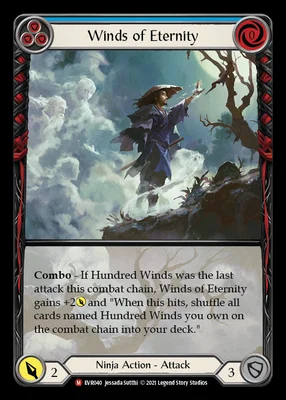 Winds of Eternity
Combo - If Hundred Winds was the last
attack this combat chain, Winds of Eternity
gains +2 and "When this hits, shuffle all
cards named Hundred Winds you own on
the combat chain into your deck."
2
Ninja Action - Attack
3
M EVR040 Jessada Sutthi © 2021 Legend Story Studios